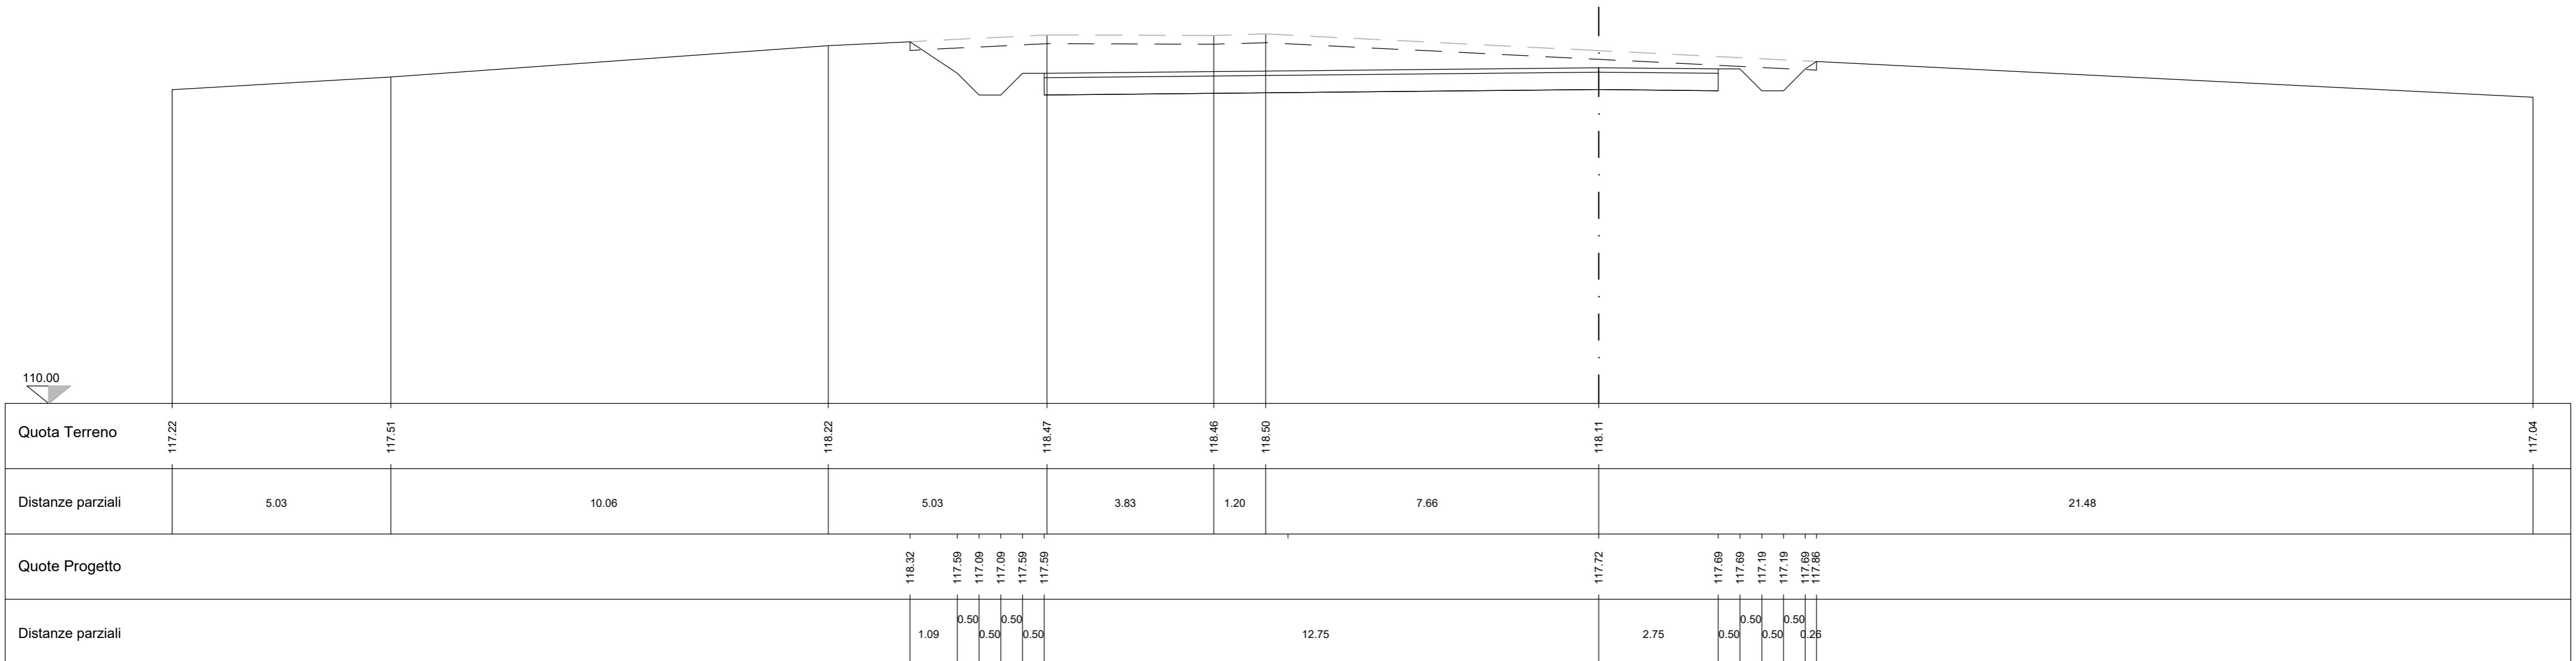 110.00
Quota Terreno 117.22 117.51 118.22 118.47 118.46 118.50 118.11 117.04
Distanze parziali 5.03 10.06 5.03 3.83 1.20 7.66 21.48
Quote Progetto 118.32 117.59 117.09 117.09 117.59 117.59 117.72 117.69 117.69 117.19 117.19 117.69 117.86
Distanze parziali 1.09 0.50 0.50 0.50 0.50 12.75 2.75 0.50 0.50 0.50 0.50 0.26